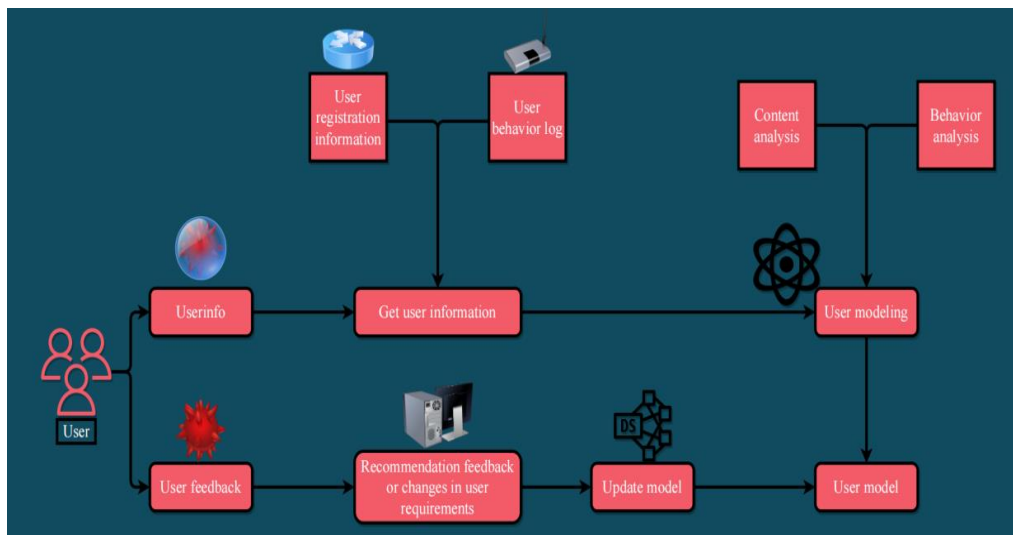 User
registration
information
User
behavior log
Content
analysis
Behavior
analysis
Userinfo
Get user information
User modeling
User
DS
User feedback
Recommendation feedback
or changes in user
requirements
Update model
User model